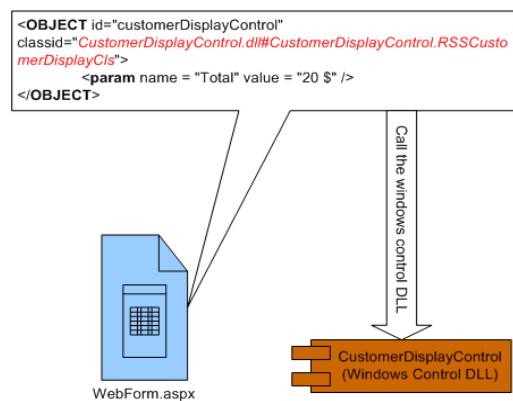 <OBJECT id="customerDisplayControl"
classid="CustomerDisplayControl.dll#CustomerDisplayControl.RSSCusto
merDisplayCls">
<param name = "Total" value = "20 $" />
</OBJECT>
Call the windows control DLL
WebForm.aspx
CustomerDisplayControl
(Windows Control DLL)